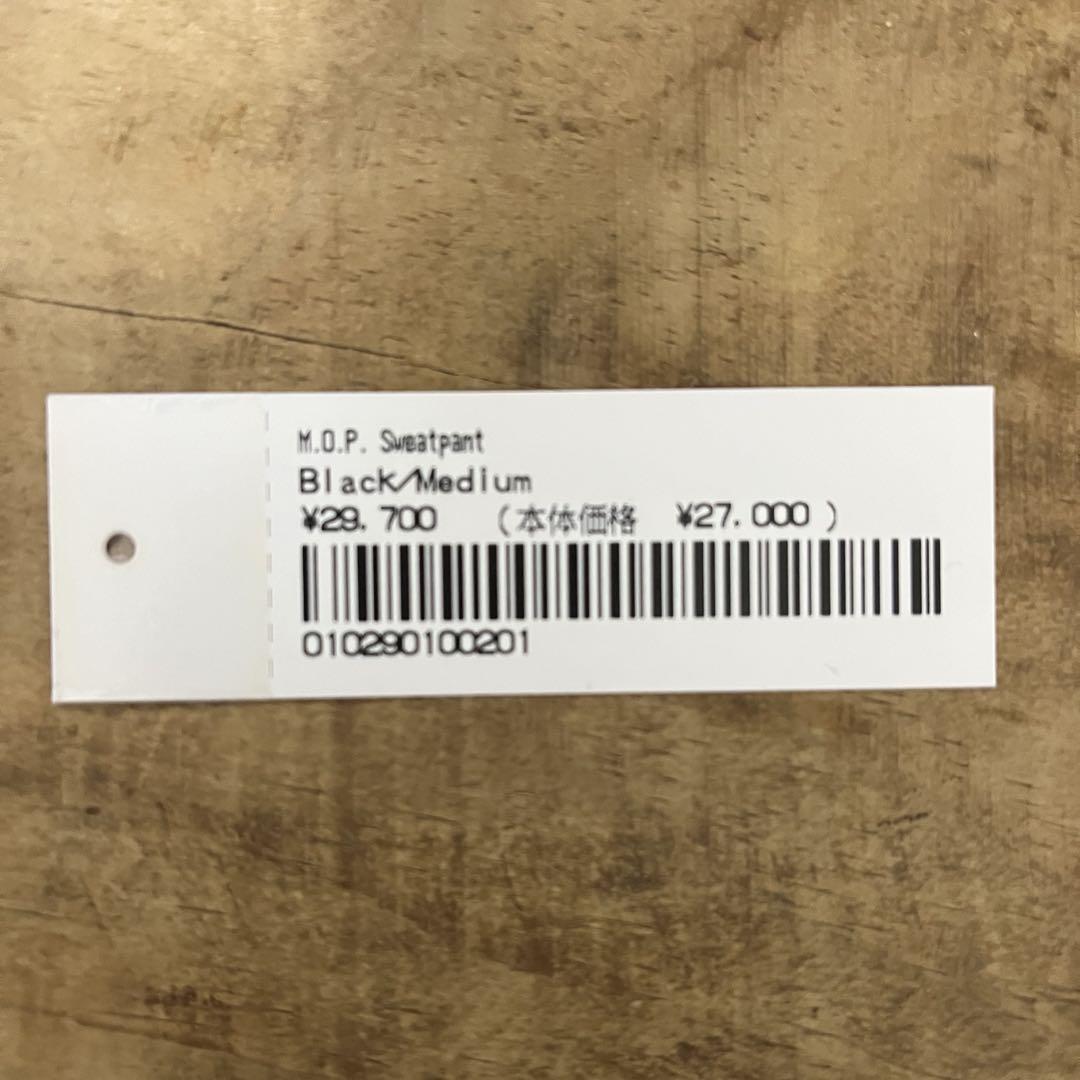 M.O.P. Sweatpant
Black/Medium
¥29.700 (本体価格 ¥27.000 )
010290100201